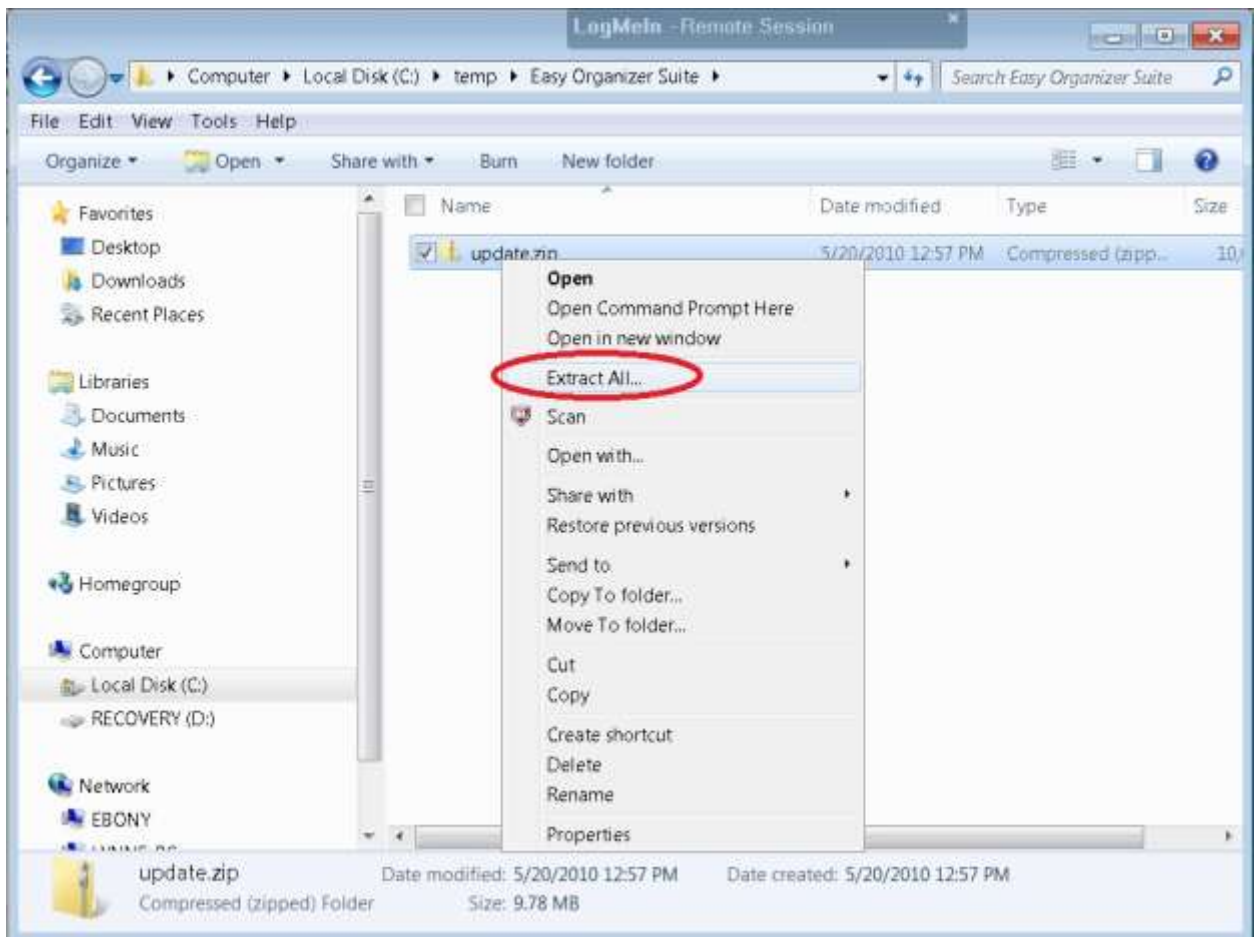 LogMeIn - Remote Session
Computer Local Disk (C:) temp Easy Organizer Suite Search Easy Organizer Suite
File Edit View Tools Help
Organize Open Share with Burn New folder
Name Date modified Type Size
Favorites
Desktop
Downloads
Recent Places
Libraries
Documents
Music
Pictures
Videos
Homegroup
Computer
Local Disk (C:)
RECOVERY (D:)
Network
EBONY
update.zip 5/20/2010 12:57 PM Compressed (zipp... 10,
Open
Open Command Prompt Here
Open in new window
Extract All...
Scan
Open with...
Share with
Restore previous versions
Send to
Copy To folder...
Move To folder...
Cut
Copy
Create shortcut
Delete
Rename
Properties
update.zip Date modified: 5/20/2010 12:57 PM Date created: 5/20/2010 12:57 PM
Compressed (zipped) Folder Size: 9.78 MB